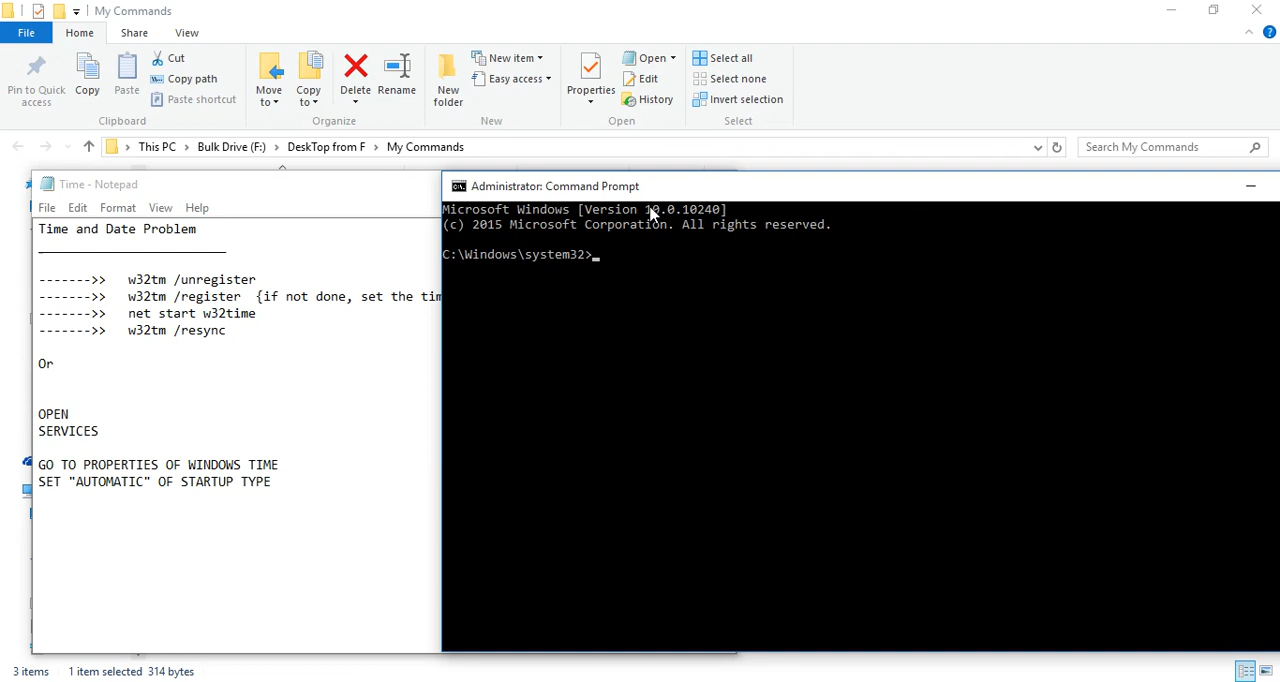 My Commands
File Home Share View
Pin to Quick access
Copy
Paste
Cut
Copy path
Paste shortcut
Clipboard
Move to
Copy to
Delete
Rename
Organize
New folder
New item
Easy access
New
Properties
Open
Edit
History
Open
Select all
Select none
Invert selection
Select
This PC > Bulk Drive (F:) > DeskTop from F > My Commands
Search My Commands
Time - Notepad
File Edit Format View Help
Time and Date Problem
_________________________
------->> w32tm /unregister
------->> w32tm /register {if not done, set the tim
------->> net start w32time
------->> w32tm /resync
Or
OPEN
SERVICES
GO TO PROPERTIES OF WINDOWS TIME
SET "AUTOMATIC" OF STARTUP TYPE
Administrator: Command Prompt
Microsoft Windows [Version 10.0.10240]
(c) 2015 Microsoft Corporation. All rights reserved.
C:\Windows\system32>_
3 items 1 item selected 314 bytes